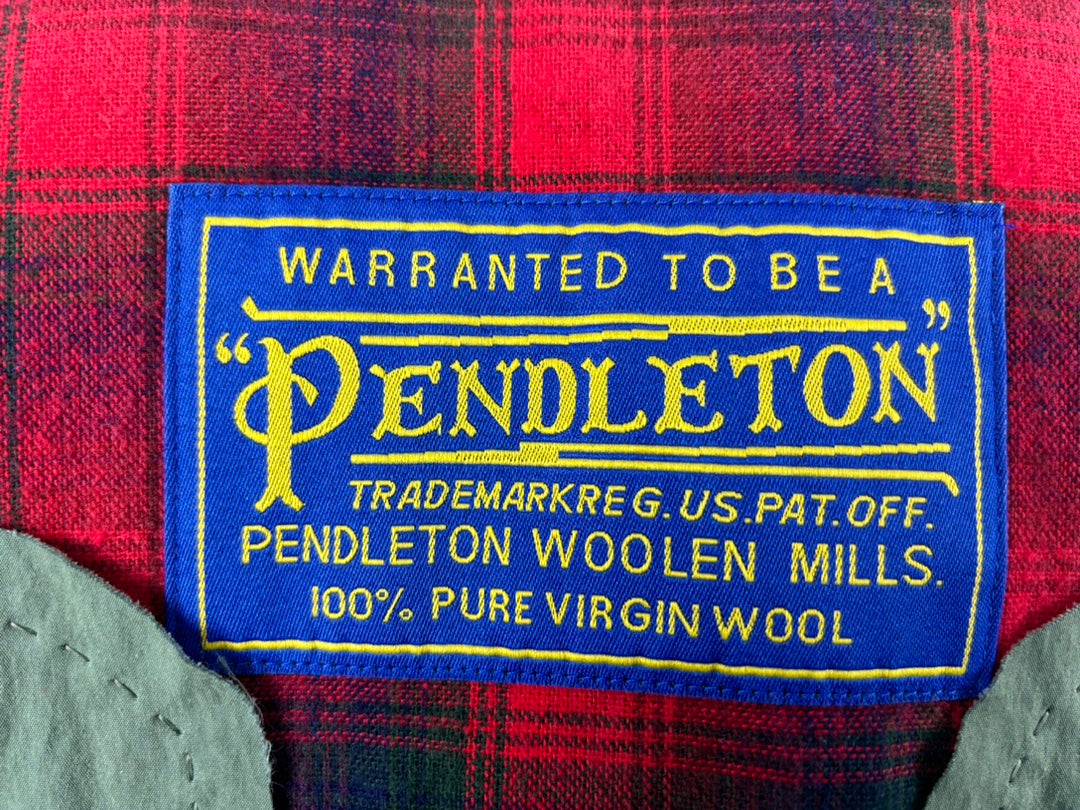 WARRANTED TO BE A
“PENDLETON”
TRADEMARKREG.US.PAT.OFF.
PENDLETON WOOLEN MILLS.
100% PURE VIRGIN WOOL